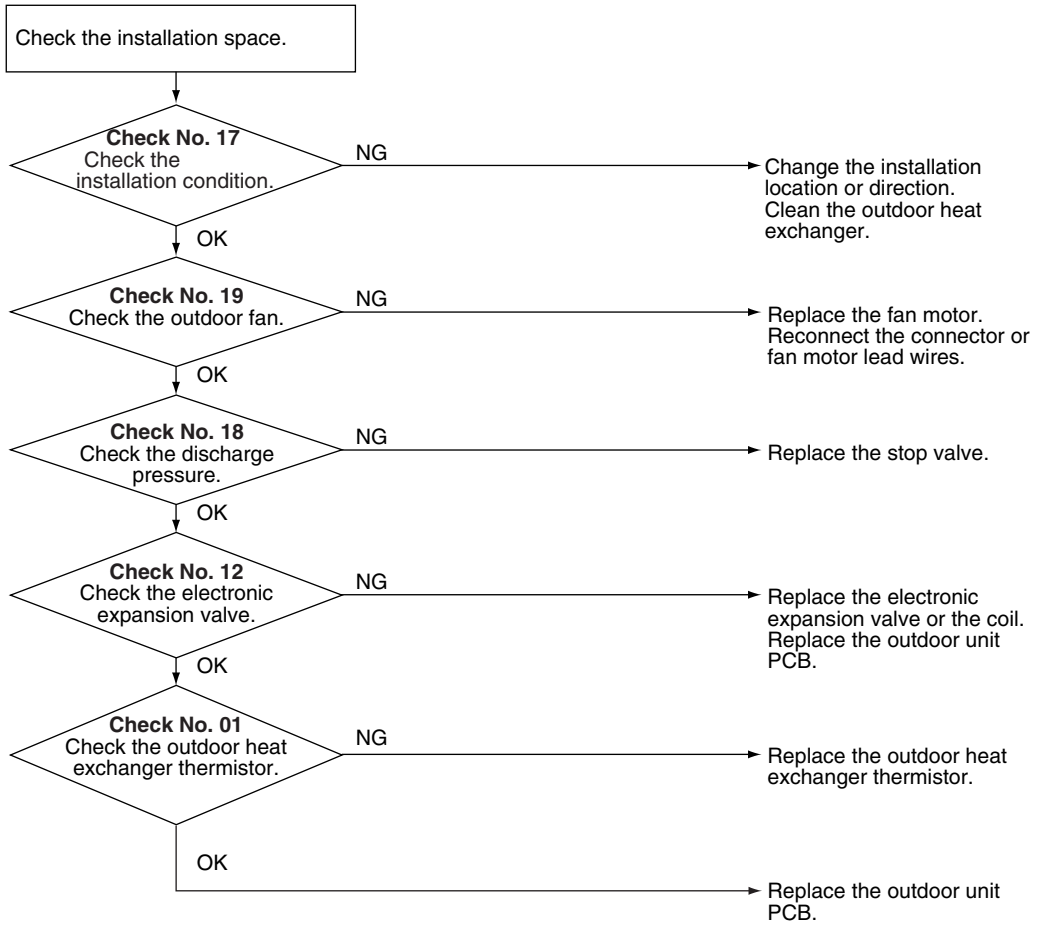 Check the installation space.
Check No. 17
Check the
installation condition.
NG
Change the installation
location or direction.
Clean the outdoor heat
exchanger.
OK
Check No. 19
Check the outdoor fan.
NG
Replace the fan motor.
Reconnect the connector or
fan motor lead wires.
OK
Check No. 18
Check the discharge
pressure.
NG
Replace the stop valve.
OK
Check No. 12
Check the electronic
expansion valve.
NG
Replace the electronic
expansion valve or the coil.
Replace the outdoor unit
PCB.
OK
Check No. 01
Check the outdoor heat
exchanger thermistor.
NG
Replace the outdoor heat
exchanger thermistor.
OK
Replace the outdoor unit
PCB.